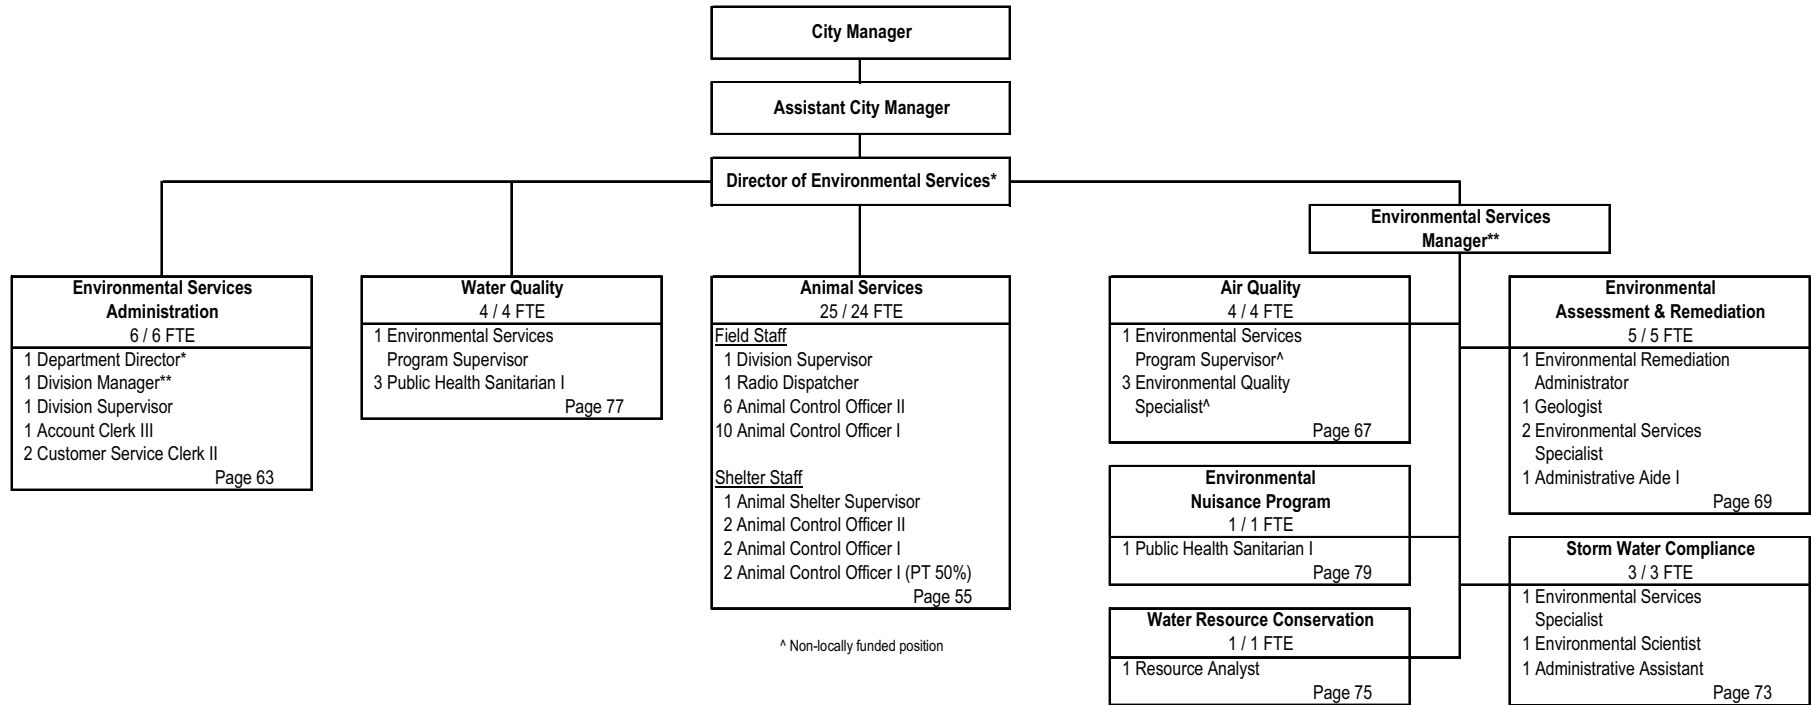 City Manager
Assistant City Manager
Director of Environmental Services*
Environmental Services
Manager**
Environmental Services
Administration
6 / 6 FTE
1 Department Director*
1 Division Manager**
1 Division Supervisor
1 Account Clerk III
2 Customer Service Clerk II
Page 63
Water Quality
4 / 4 FTE
1 Environmental Services
Program Supervisor
3 Public Health Sanitarian I
Page 77
Animal Services
25 / 24 FTE
Field Staff
1 Division Supervisor
1 Radio Dispatcher
6 Animal Control Officer II
10 Animal Control Officer I
Shelter Staff
1 Animal Shelter Supervisor
2 Animal Control Officer II
2 Animal Control Officer I
2 Animal Control Officer I (PT 50%)
Page 55
^ Non-locally funded position
Air Quality
4 / 4 FTE
1 Environmental Services
Program Supervisor^
3 Environmental Quality
Specialist^
Page 67
Environmental
Nuisance Program
1 / 1 FTE
1 Public Health Sanitarian I
Page 79
Water Resource Conservation
1 / 1 FTE
1 Resource Analyst
Page 75
Environmental
Assessment & Remediation
5 / 5 FTE
1 Environmental Remediation
Administrator
1 Geologist
2 Environmental Services
Specialist
1 Administrative Aide I
Page 69
Storm Water Compliance
3 / 3 FTE
1 Environmental Services
Specialist
1 Environmental Scientist
1 Administrative Assistant
Page 73